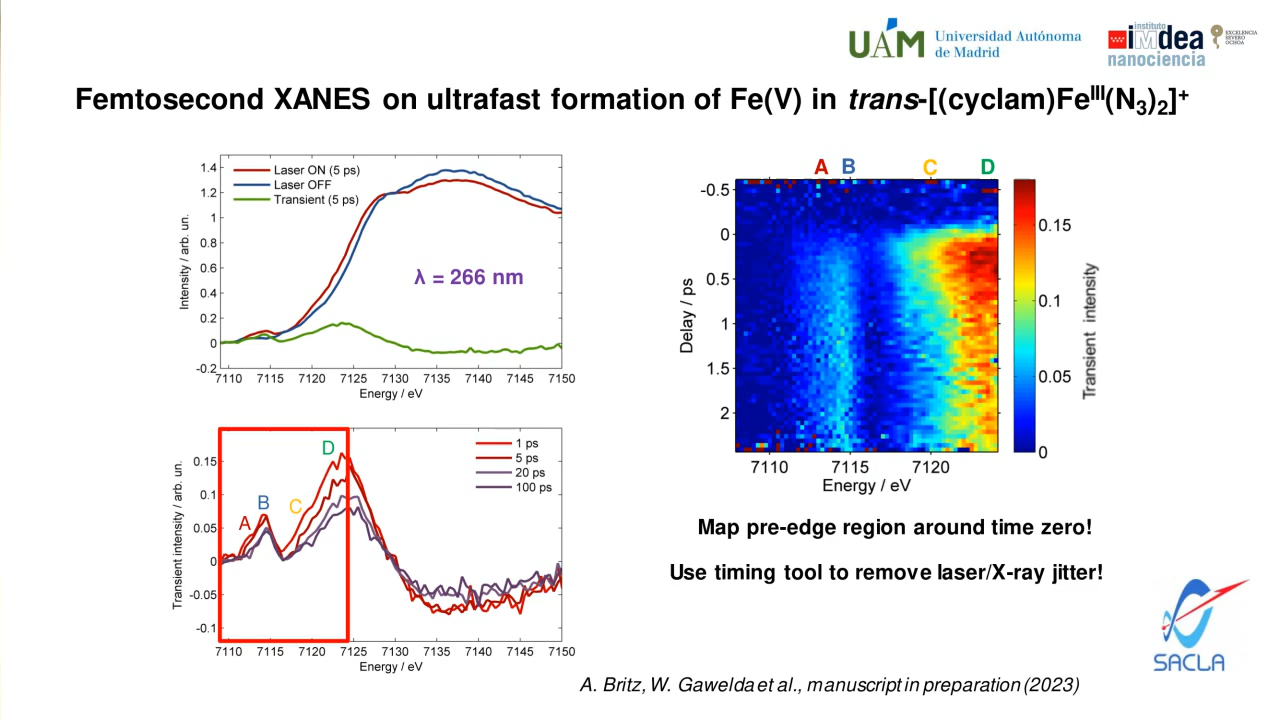 UAM Universidad Autónoma
de Madrid
instituto
iMdea
nanociencia
EXCELENCIA
SEVERO
OCHOA
Femtosecond XANES on ultrafast formation of Fe(V) in trans-[(cyclam)Feᴵᴵᴵ(N₃)₂]⁺
Laser ON (5 ps)
Laser OFF
Transient (5 ps)
λ = 266 nm
Intensity / arb. un.
1.4
1.2
1
0.8
0.6
0.4
0.2
0
-0.2
7110 7115 7120 7125 7130 7135 7140 7145 7150
Energy / eV
A B C D
-0.5
0
0.5
1
1.5
2
Delay / ps
7110 7115 7120
Energy / eV
0.15
0.1
0.05
0
Transient intensity
1 ps
5 ps
20 ps
100 ps
A B C D
Transient intensity / arb. un.
0.15
0.1
0.05
0
-0.05
-0.1
7110 7115 7120 7125 7130 7135 7140 7145 7150
Energy / eV
Map pre-edge region around time zero!
Use timing tool to remove laser/X-ray jitter!
SACLA
A. Britz, W. Gawelda et al., manuscript in preparation (2023)